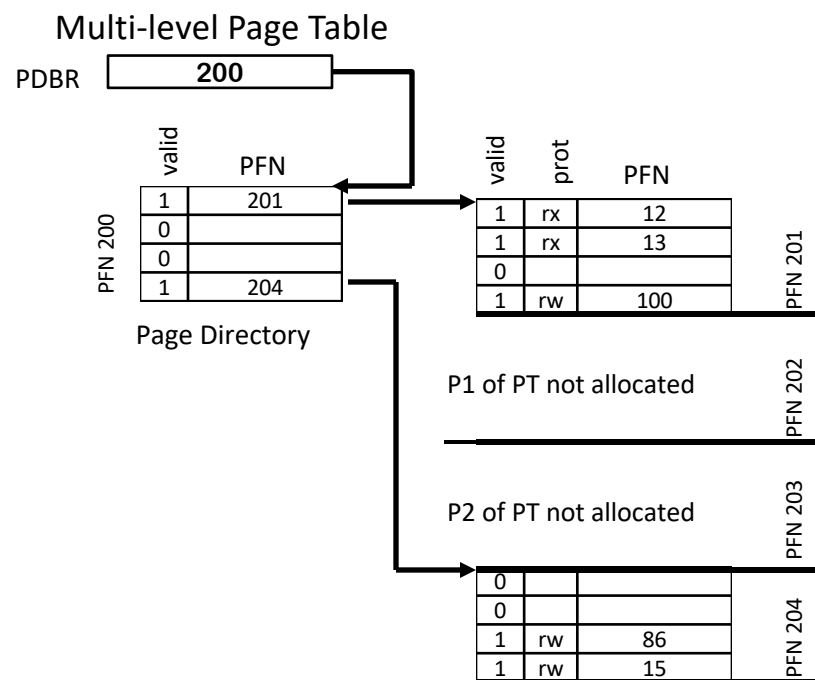 Multi-level Page Table
PDBR 200
valid PFN
PFN 200
1 201
0
0
1 204
Page Directory
valid prot PFN
1 rx 12
1 rx 13
0
1 rw 100
PFN 201
P1 of PT not allocated
PFN 202
P2 of PT not allocated
PFN 203
0
0
1 rw 86
1 rw 15
PFN 204